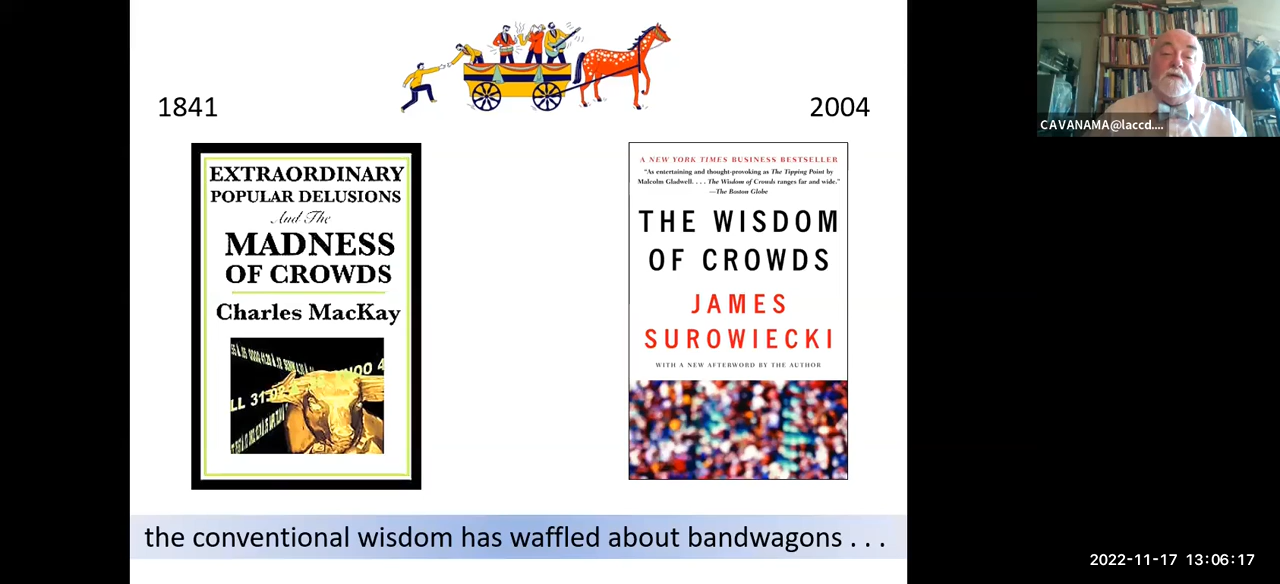 1841
2004
EXTRAORDINARY
POPULAR DELUSIONS
And The
MADNESS
OF CROWDS
Charles MacKay
A NEW YORK TIMES BUSINESS BESTSELLER
"As entertaining and thought-provoking as The Tipping Point by
Malcolm Gladwell. . . . The Wisdom of Crowds ranges far and wide."
—The Boston Globe
THE WISDOM
OF CROWDS
JAMES
SUROWIECKI
WITH A NEW AFTERWORD BY THE AUTHOR
the conventional wisdom has waffled about bandwagons . . .
CAVANAMA@laccd....
2022-11-17 13:06:17